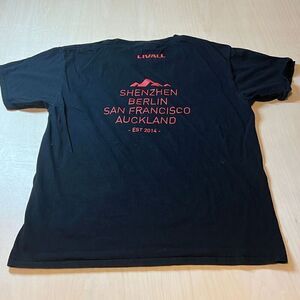 LIVALL
SHENZHEN
BERLIN
SAN FRANCISCO
AUCKLAND
- EST 2014 -